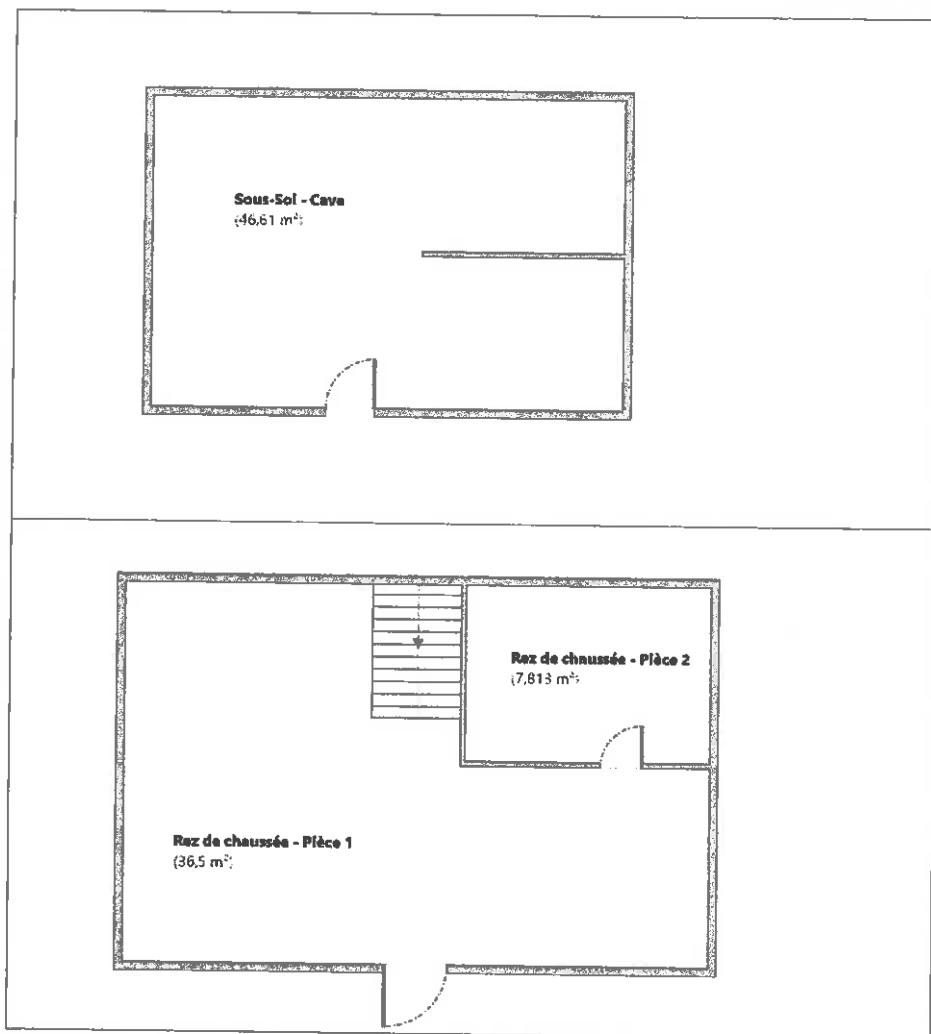 Sous-Sol - Cave
(46,61 m²)
Rez de chaussée - Pièce 2
(7,813 m²)
Rez de chaussée - Pièce 1
(36,5 m²)